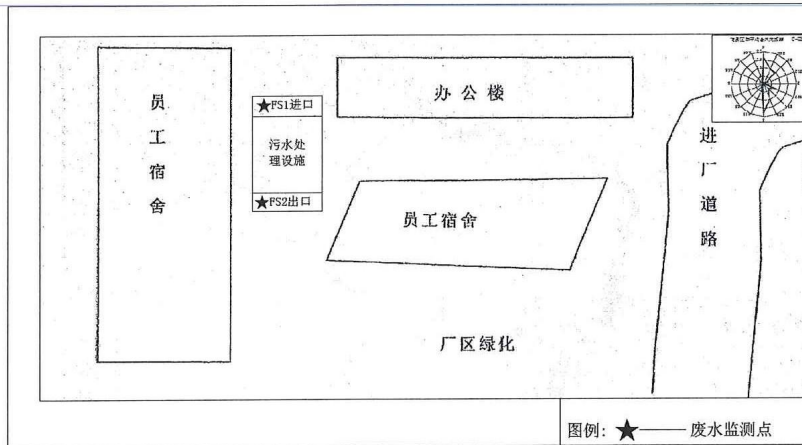 员工宿舍
★FS1进口
污水处
理设施
★FS2出口
办公楼
员工宿舍
进厂道路
厂区绿化
图例：★——废水监测点